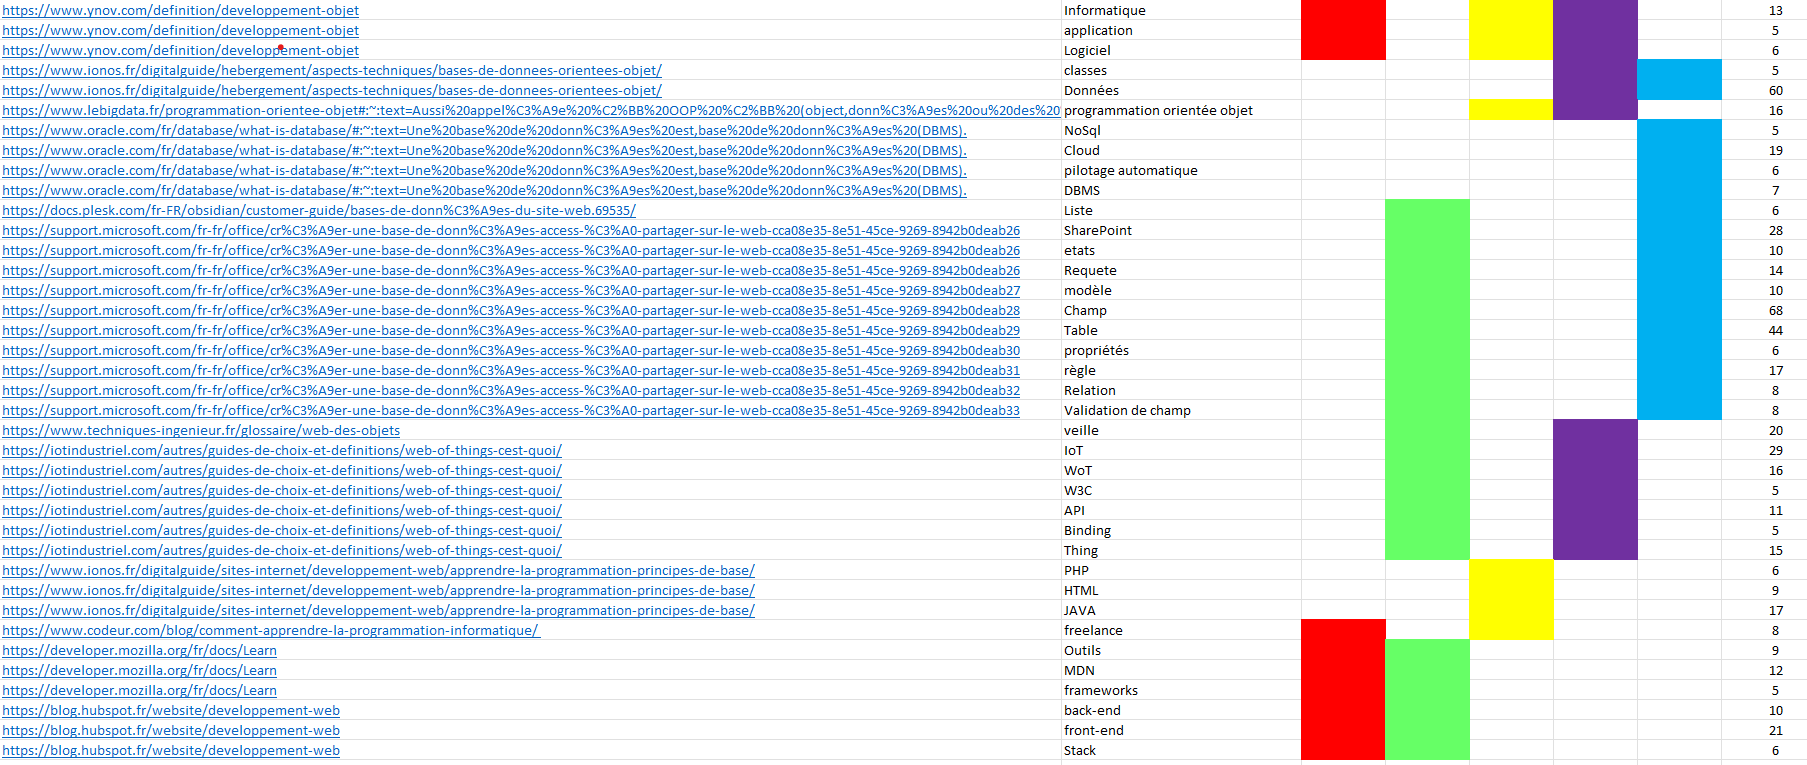 https://www.ynov.com/definition/developpement-objet Informatique 13
https://www.ynov.com/definition/developpement-objet application 5
https://www.ynov.com/definition/developpement-objet Logiciel 6
https://www.ionos.fr/digitalguide/hebergement/aspects-techniques/bases-de-donnees-orientees-objet/ classes 5
https://www.ionos.fr/digitalguide/hebergement/aspects-techniques/bases-de-donnees-orientees-objet/ Données 60
https://www.lebigdata.fr/programmation-orientee-objet#:~:text=Aussi%20appel%C3%A9e%20%C2%BB%20OOP%20%C2%BB%20(object,donn%C3%A9es%20ou%20des%20 programmation orientée objet 16
https://www.oracle.com/fr/database/what-is-database/#:~:text=Une%20base%20de%20donn%C3%A9es%20est,base%20de%20donn%C3%A9es%20(DBMS). NoSql 5
https://www.oracle.com/fr/database/what-is-database/#:~:text=Une%20base%20de%20donn%C3%A9es%20est,base%20de%20donn%C3%A9es%20(DBMS). Cloud 19
https://www.oracle.com/fr/database/what-is-database/#:~:text=Une%20base%20de%20donn%C3%A9es%20est,base%20de%20donn%C3%A9es%20(DBMS). pilotage automatique 6
https://www.oracle.com/fr/database/what-is-database/#:~:text=Une%20base%20de%20donn%C3%A9es%20est,base%20de%20donn%C3%A9es%20(DBMS). DBMS 7
https://docs.plesk.com/fr-FR/obsidian/customer-guide/bases-de-donn%C3%A9es-du-site-web.69535/ Liste 6
https://support.microsoft.com/fr-fr/office/cr%C3%A9er-une-base-de-donn%C3%A9es-access-%C3%A0-partager-sur-le-web-cca08e35-8e51-45ce-9269-8942b0deab26 SharePoint 28
https://support.microsoft.com/fr-fr/office/cr%C3%A9er-une-base-de-donn%C3%A9es-access-%C3%A0-partager-sur-le-web-cca08e35-8e51-45ce-9269-8942b0deab26 etats 10
https://support.microsoft.com/fr-fr/office/cr%C3%A9er-une-base-de-donn%C3%A9es-access-%C3%A0-partager-sur-le-web-cca08e35-8e51-45ce-9269-8942b0deab26 Requete 14
https://support.microsoft.com/fr-fr/office/cr%C3%A9er-une-base-de-donn%C3%A9es-access-%C3%A0-partager-sur-le-web-cca08e35-8e51-45ce-9269-8942b0deab27 modèle 10
https://support.microsoft.com/fr-fr/office/cr%C3%A9er-une-base-de-donn%C3%A9es-access-%C3%A0-partager-sur-le-web-cca08e35-8e51-45ce-9269-8942b0deab28 Champ 68
https://support.microsoft.com/fr-fr/office/cr%C3%A9er-une-base-de-donn%C3%A9es-access-%C3%A0-partager-sur-le-web-cca08e35-8e51-45ce-9269-8942b0deab29 Table 44
https://support.microsoft.com/fr-fr/office/cr%C3%A9er-une-base-de-donn%C3%A9es-access-%C3%A0-partager-sur-le-web-cca08e35-8e51-45ce-9269-8942b0deab30 propriétés 6
https://support.microsoft.com/fr-fr/office/cr%C3%A9er-une-base-de-donn%C3%A9es-access-%C3%A0-partager-sur-le-web-cca08e35-8e51-45ce-9269-8942b0deab31 règle 17
https://support.microsoft.com/fr-fr/office/cr%C3%A9er-une-base-de-donn%C3%A9es-access-%C3%A0-partager-sur-le-web-cca08e35-8e51-45ce-9269-8942b0deab32 Relation 8
https://support.microsoft.com/fr-fr/office/cr%C3%A9er-une-base-de-donn%C3%A9es-access-%C3%A0-partager-sur-le-web-cca08e35-8e51-45ce-9269-8942b0deab33 Validation de champ 8
https://www.techniques-ingenieur.fr/glossaire/web-des-objets veille 20
https://iotindustriel.com/autres/guides-de-choix-et-definitions/web-of-things-cest-quoi/ IoT 29
https://iotindustriel.com/autres/guides-de-choix-et-definitions/web-of-things-cest-quoi/ WoT 16
https://iotindustriel.com/autres/guides-de-choix-et-definitions/web-of-things-cest-quoi/ W3C 5
https://iotindustriel.com/autres/guides-de-choix-et-definitions/web-of-things-cest-quoi/ API 11
https://iotindustriel.com/autres/guides-de-choix-et-definitions/web-of-things-cest-quoi/ Binding 5
https://iotindustriel.com/autres/guides-de-choix-et-definitions/web-of-things-cest-quoi/ Thing 15
https://www.ionos.fr/digitalguide/sites-internet/developpement-web/apprendre-la-programmation-principes-de-base/ PHP 6
https://www.ionos.fr/digitalguide/sites-internet/developpement-web/apprendre-la-programmation-principes-de-base/ HTML 9
https://www.ionos.fr/digitalguide/sites-internet/developpement-web/apprendre-la-programmation-principes-de-base/ JAVA 17
https://www.codeur.com/blog/comment-apprendre-la-programmation-informatique/ freelance 8
https://developer.mozilla.org/fr/docs/Learn Outils 9
https://developer.mozilla.org/fr/docs/Learn MDN 12
https://developer.mozilla.org/fr/docs/Learn frameworks 5
https://blog.hubspot.fr/website/developpement-web back-end 10
https://blog.hubspot.fr/website/developpement-web front-end 21
https://blog.hubspot.fr/website/developpement-web Stack 6